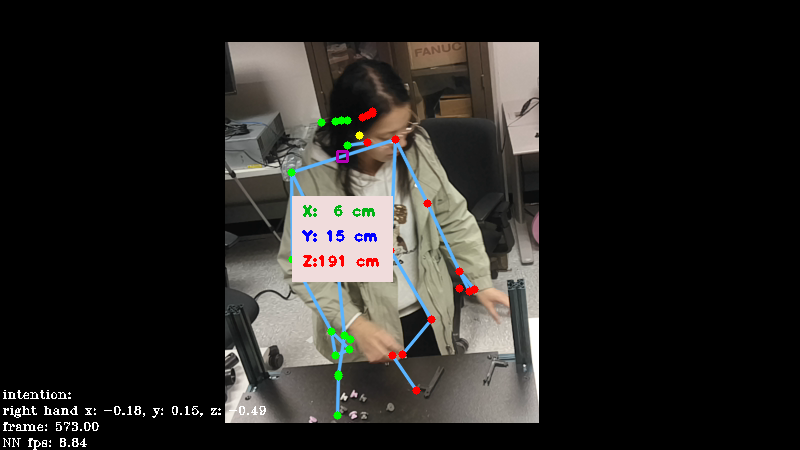 FANUC
X: 6 cm
Y: 15 cm
Z:191 cm
intention:
right hand x: -0.18, y: 0.15, z: -0.49
frame: 573.00
NN fps: 8.84